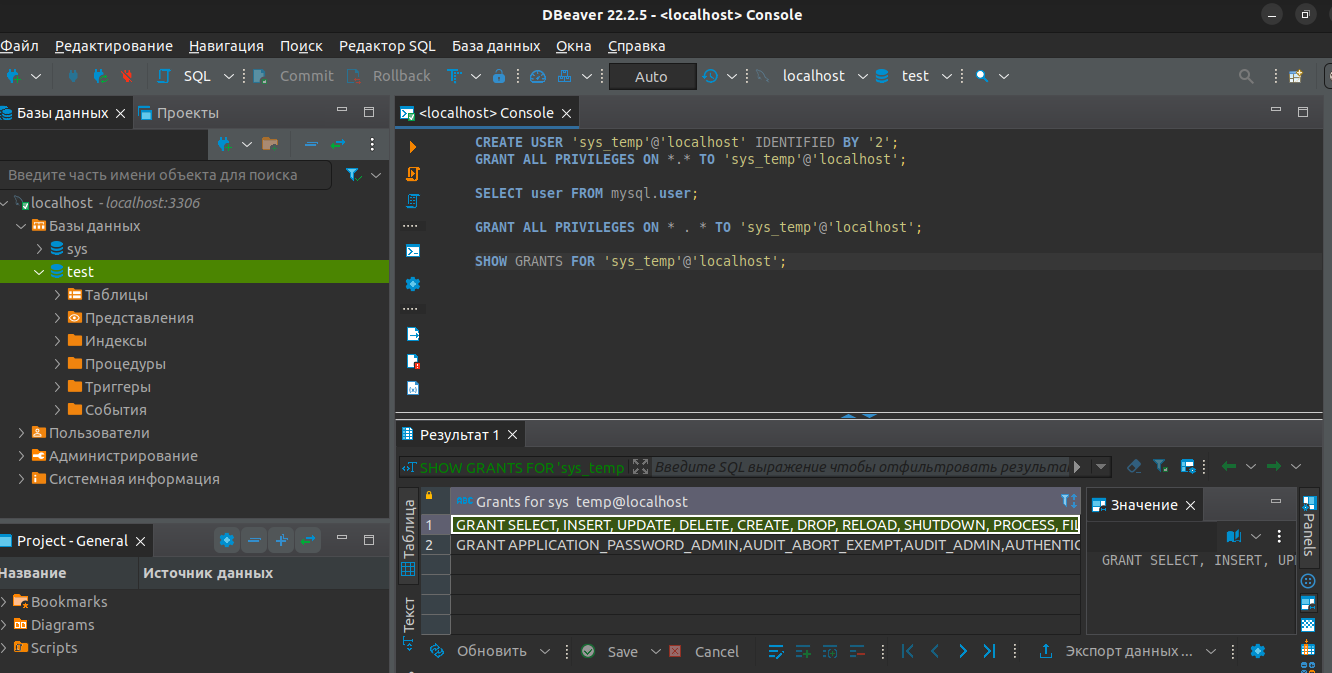 DBeaver 22.2.5 - <localhost> Console
Файл Редактирование Навигация Поиск Редактор SQL База данных Окна Справка
SQL Commit Rollback Auto localhost test
Базы данных Проекты
Введите часть имени объекта для поиска
localhost - localhost:3306
Базы данных
sys
test
Таблицы
Представления
Индексы
Процедуры
Триггеры
События
Пользователи
Администрирование
Системная информация
Project - General
Название Источник данных
Bookmarks
Diagrams
Scripts
<localhost> Console
CREATE USER 'sys_temp'@'localhost' IDENTIFIED BY '2';
GRANT ALL PRIVILEGES ON *.* TO 'sys_temp'@'localhost';
SELECT user FROM mysql.user;
GRANT ALL PRIVILEGES ON * . * TO 'sys_temp'@'localhost';
SHOW GRANTS FOR 'sys_temp'@'localhost';
Результат 1
SHOW GRANTS FOR 'sys_temp Введите SQL выражение чтобы отфильтровать результа
Таблица
Текст
Grants for sys_temp@localhost
1 GRANT SELECT, INSERT, UPDATE, DELETE, CREATE, DROP, RELOAD, SHUTDOWN, PROCESS, FIL
2 GRANT APPLICATION_PASSWORD_ADMIN,AUDIT_ABORT_EXEMPT,AUDIT_ADMIN,AUTHENTIC
Значение
GRANT SELECT, INSERT, UPD
Panels
Обновить Save Cancel Экспорт данных ...